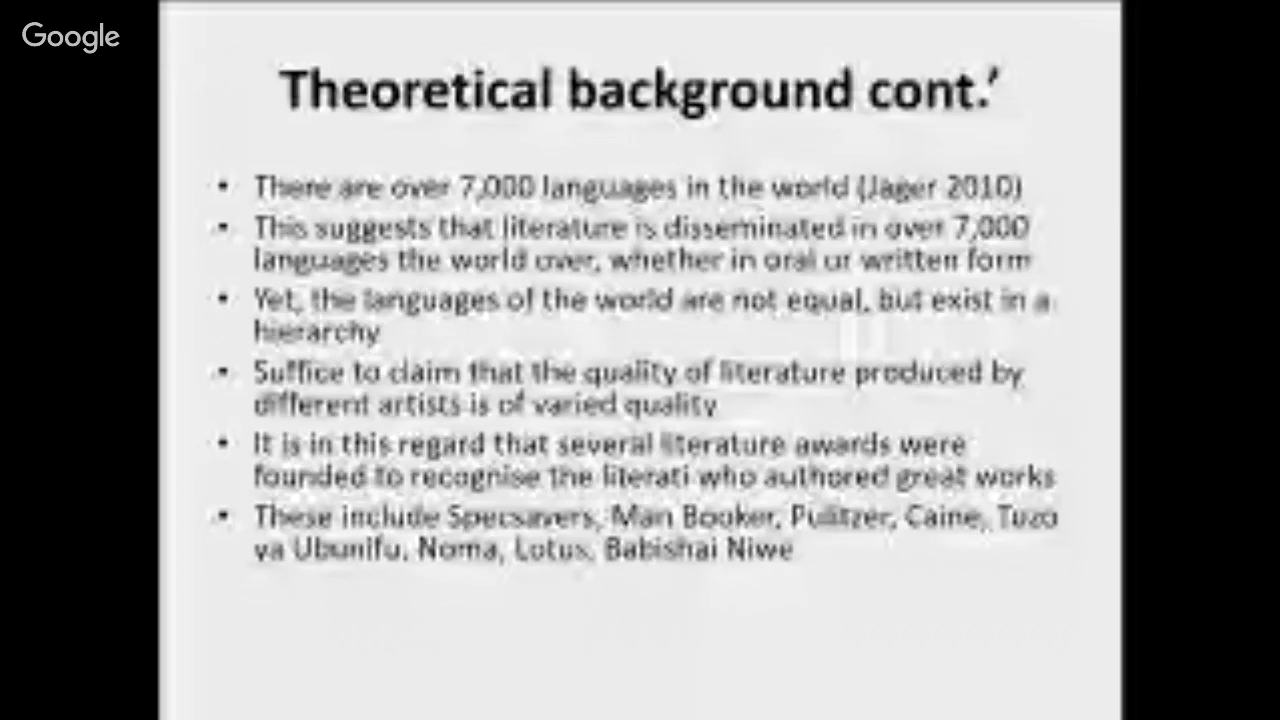 Google
Theoretical background cont.’
• There are over 7,000 languages in the world (Jager 2010)
• This suggests that literature is disseminated in over 7,000
languages the world over, whether in oral or written form
• Yet, the languages of the world are not equal, but exist in a
hierarchy
• Suffice to claim that the quality of literature produced by
different artists is of varied quality
• It is in this regard that several literature awards were
founded to recognise the literati who authored great works
• These include Specsavers, Man Booker, Pulitzer, Caine, Tuzo
ya Ubunifu, Noma, Lotus, Babishai Niwe